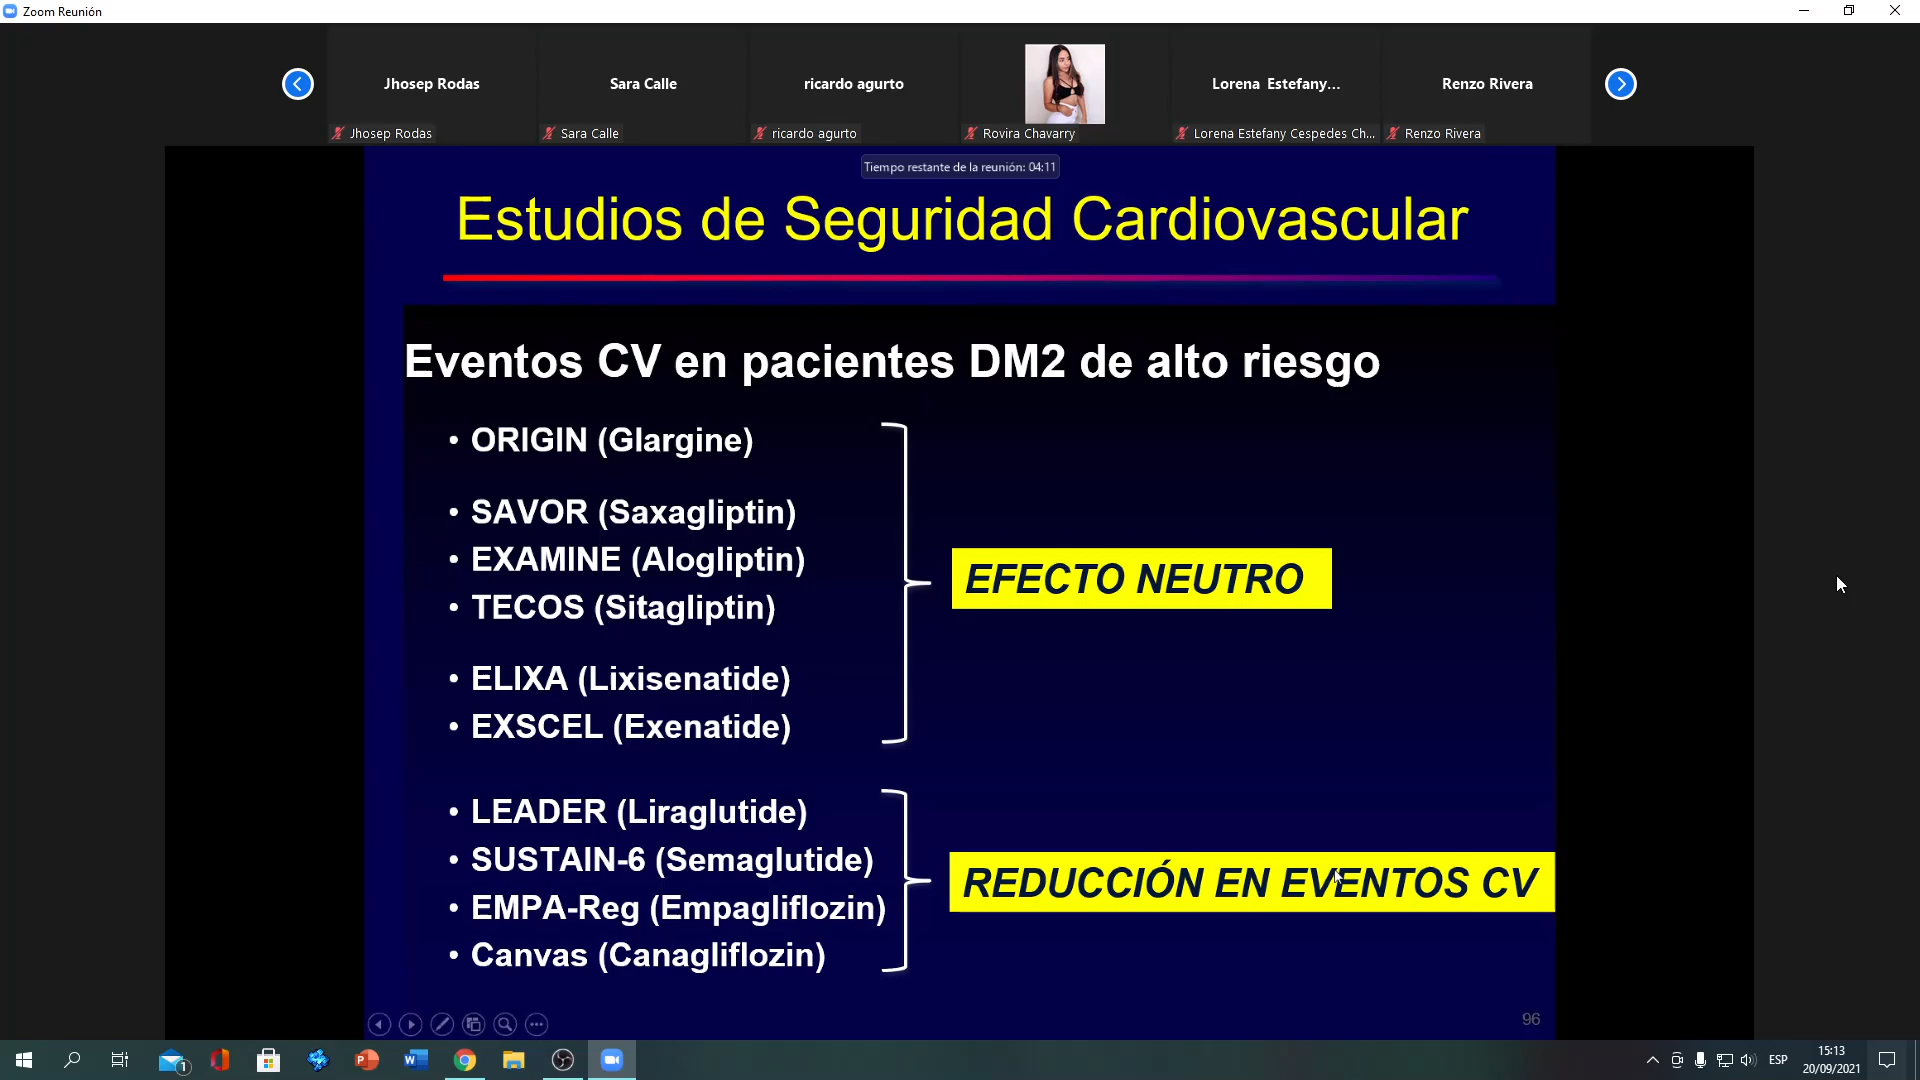 Zoom Reunión
Jhosep Rodas
Sara Calle
ricardo agurto
Lorena Estefany...
Renzo Rivera
Jhosep Rodas
Sara Calle
ricardo agurto
Rovira Chavarry
Lorena Estefany Cespedes Ch...
Renzo Rivera
Tiempo restante de la reunión: 04:11
Estudios de Seguridad Cardiovascular
Eventos CV en pacientes DM2 de alto riesgo
• ORIGIN (Glargine)
• SAVOR (Saxagliptin)
• EXAMINE (Alogliptin)
• TECOS (Sitagliptin)
• ELIXA (Lixisenatide)
• EXSCEL (Exenatide)
EFECTO NEUTRO
• LEADER (Liraglutide)
• SUSTAIN-6 (Semaglutide)
• EMPA-Reg (Empagliflozin)
• Canvas (Canagliflozin)
REDUCCIÓN EN EVENTOS CV
96
1
ESP
15:13
20/09/2021